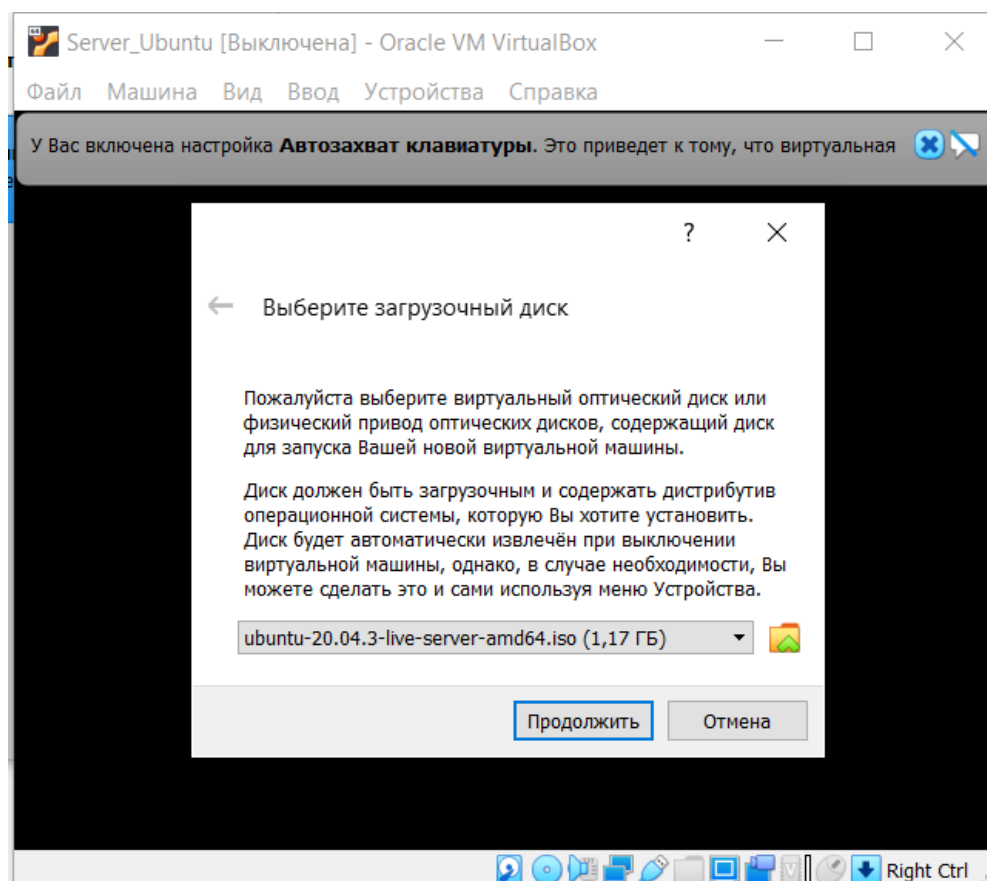 Server_Ubuntu [Выключена] - Oracle VM VirtualBox
Файл Машина Вид Ввод Устройства Справка
У Вас включена настройка Автозахват клавиатуры. Это приведет к тому, что виртуальная
?
Выберите загрузочный диск
Пожалуйста выберите виртуальный оптический диск или
физический привод оптических дисков, содержащий диск
для запуска Вашей новой виртуальной машины.
Диск должен быть загрузочным и содержать дистрибутив
операционной системы, которую Вы хотите установить.
Диск будет автоматически извлечён при выключении
виртуальной машины, однако, в случае необходимости, Вы
можете сделать это и сами используя меню Устройства.
ubuntu-20.04.3-live-server-amd64.iso (1,17 ГБ)
Продолжить Отмена
Right Ctrl